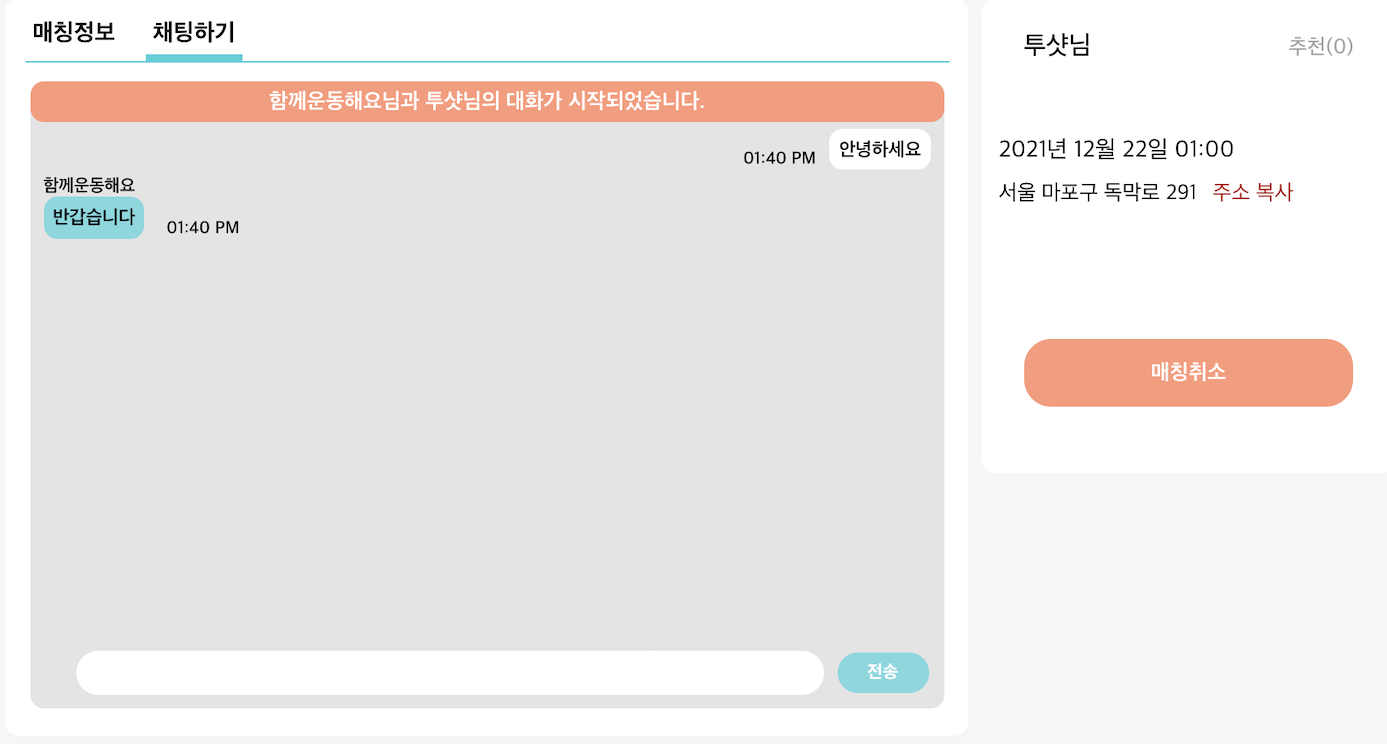 매칭정보 채팅하기
함께운동해요님과 투샷님의 대화가 시작되었습니다.
01:40 PM 안녕하세요
함께운동해요
반갑습니다 01:40 PM
전송
투샷님 추천(0)
2021년 12월 22일 01:00
서울 마포구 독막로 291 주소 복사
매칭취소